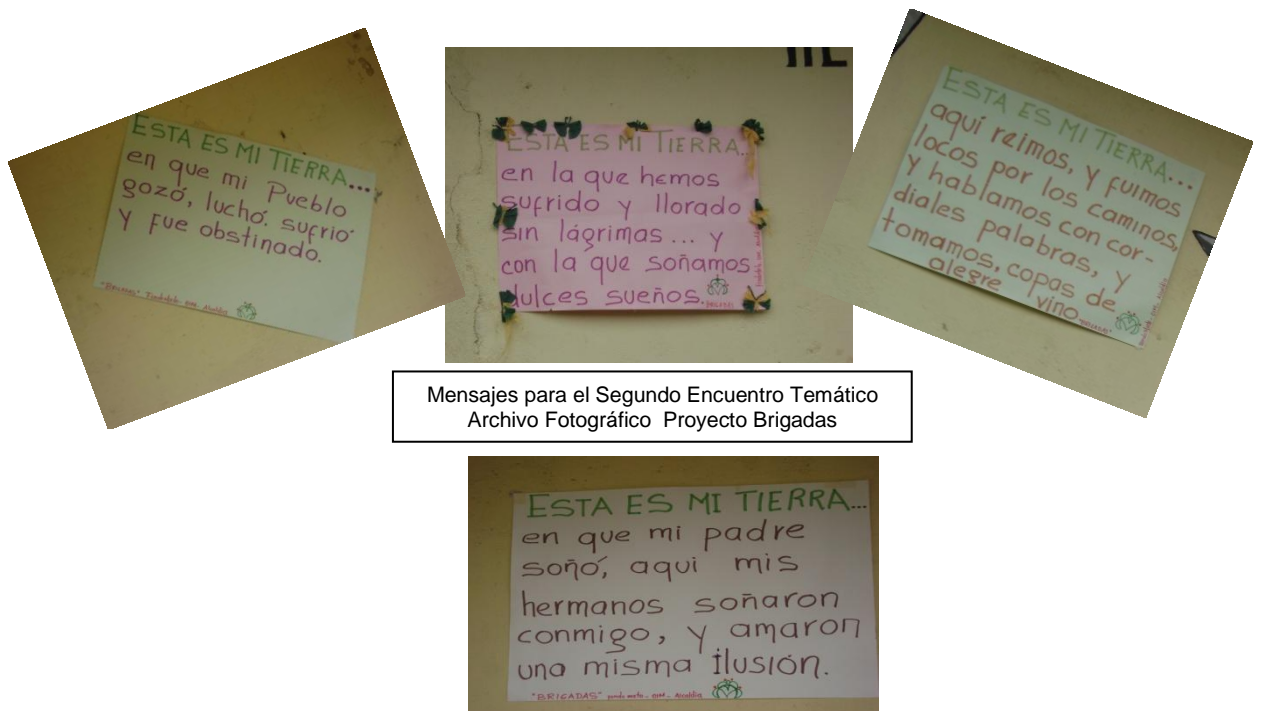 ESTA ES MI TIERRA...
en que mi Pueblo
gozó, luchó, sufrió
y fue obstinado.
ESTA ES MI TIERRA...
en la que hemos
sufrido y llorado
sin lágrimas... y
con la que soñamos
dulces sueños.
ESTA ES MI TIERRA...
aquí reimos, y fuimos
locos por los caminos,
y hablamos con cor-
diales palabras, y
tomamos, copas de
alegre vino
Mensajes para el Segundo Encuentro Temático
Archivo Fotográfico Proyecto Brigadas
ESTA ES MI TIERRA...
en que mi padre
soñó, aqui mis
hermanos soñaron
conmigo, y amaron
una misma ilusión.
"BRIGADAS"